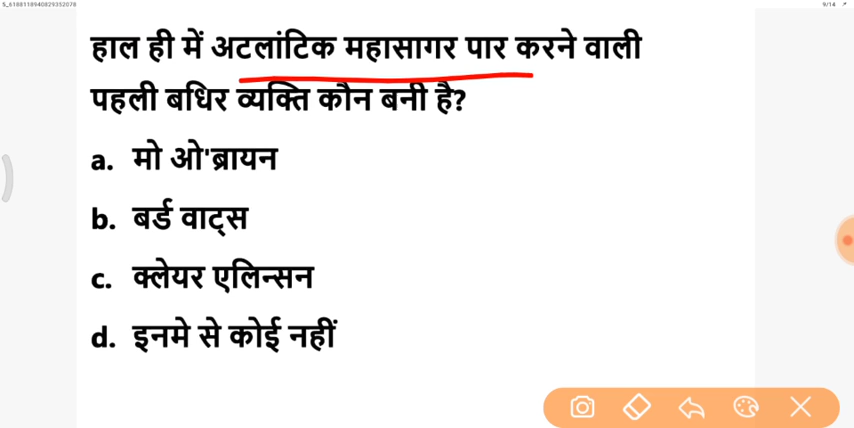 S_6188118940829352078
9/14
हाल ही में अटलांटिक महासागर पार करने वाली
पहली बधिर व्यक्ति कौन बनी है?
a. मो ओ'ब्रायन
b. बर्ड वाट्स
c. क्लेयर एलिन्सन
d. इनमे से कोई नहीं